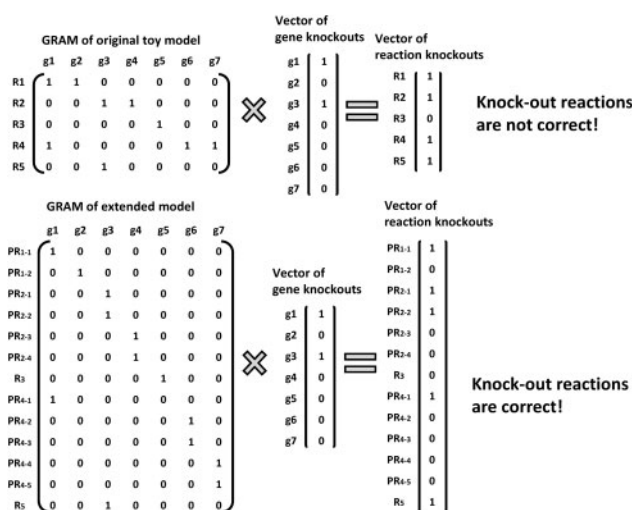 GRAM of original toy model
g1 g2 g3 g4 g5 g6 g7
R1 1 1 0 0 0 0 0
R2 0 0 1 1 0 0 0
R3 0 0 0 0 1 0 0
R4 1 0 0 0 0 1 1
R5 0 0 1 0 0 0 0
Vector of
gene knockouts
g1 1
g2 0
g3 1
g4 0
g5 0
g6 0
g7 0
Vector of
reaction knockouts
R1 1
R2 1
R3 0
R4 1
R5 1
Knock-out reactions
are not correct!
GRAM of extended model
g1 g2 g3 g4 g5 g6 g7
PR1-1 1 0 0 0 0 0 0
PR1-2 0 1 0 0 0 0 0
PR2-1 0 0 1 0 0 0 0
PR2-2 0 0 1 0 0 0 0
PR2-3 0 0 0 1 0 0 0
PR2-4 0 0 0 1 0 0 0
R3 0 0 0 0 1 0 0
PR4-1 1 0 0 0 0 0 0
PR4-2 0 0 0 0 0 1 0
PR4-3 0 0 0 0 0 1 0
PR4-4 0 0 0 0 0 0 1
PR4-5 0 0 0 0 0 0 1
R5 0 0 1 0 0 0 0
Vector of
gene knockouts
g1 1
g2 0
g3 1
g4 0
g5 0
g6 0
g7 0
Vector of
reaction knockouts
PR1-1 1
PR1-2 0
PR2-1 1
PR2-2 1
PR2-3 0
PR2-4 0
R3 0
PR4-1 1
PR4-2 0
PR4-3 0
PR4-4 0
PR4-5 0
R5 1
Knock-out reactions
are correct!